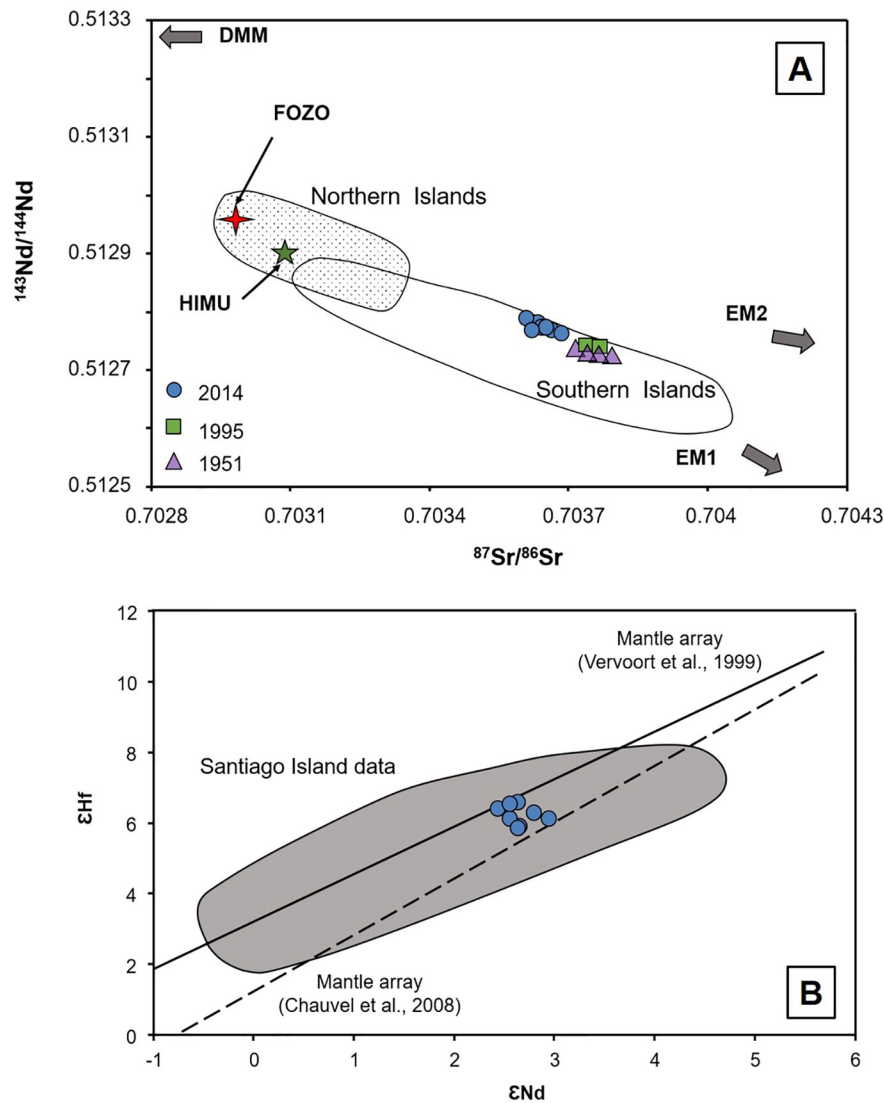 0.5133
DMM
A
FOZO
0.5131
Northern Islands
¹⁴³Nd/¹⁴⁴Nd
0.5129
HIMU
EM2
0.5127
2014
Southern Islands
1995
EM1
1951
0.5125
0.7028
0.7031
0.7034
0.7037
0.704
0.7043
⁸⁷Sr/⁸⁶Sr
12
Mantle array
(Vervoort et al., 1999)
10
8
Santiago Island data
εHf
6
4
2
Mantle array
(Chauvel et al., 2008)
B
0
-1
0
1
2
3
4
5
6
εNd